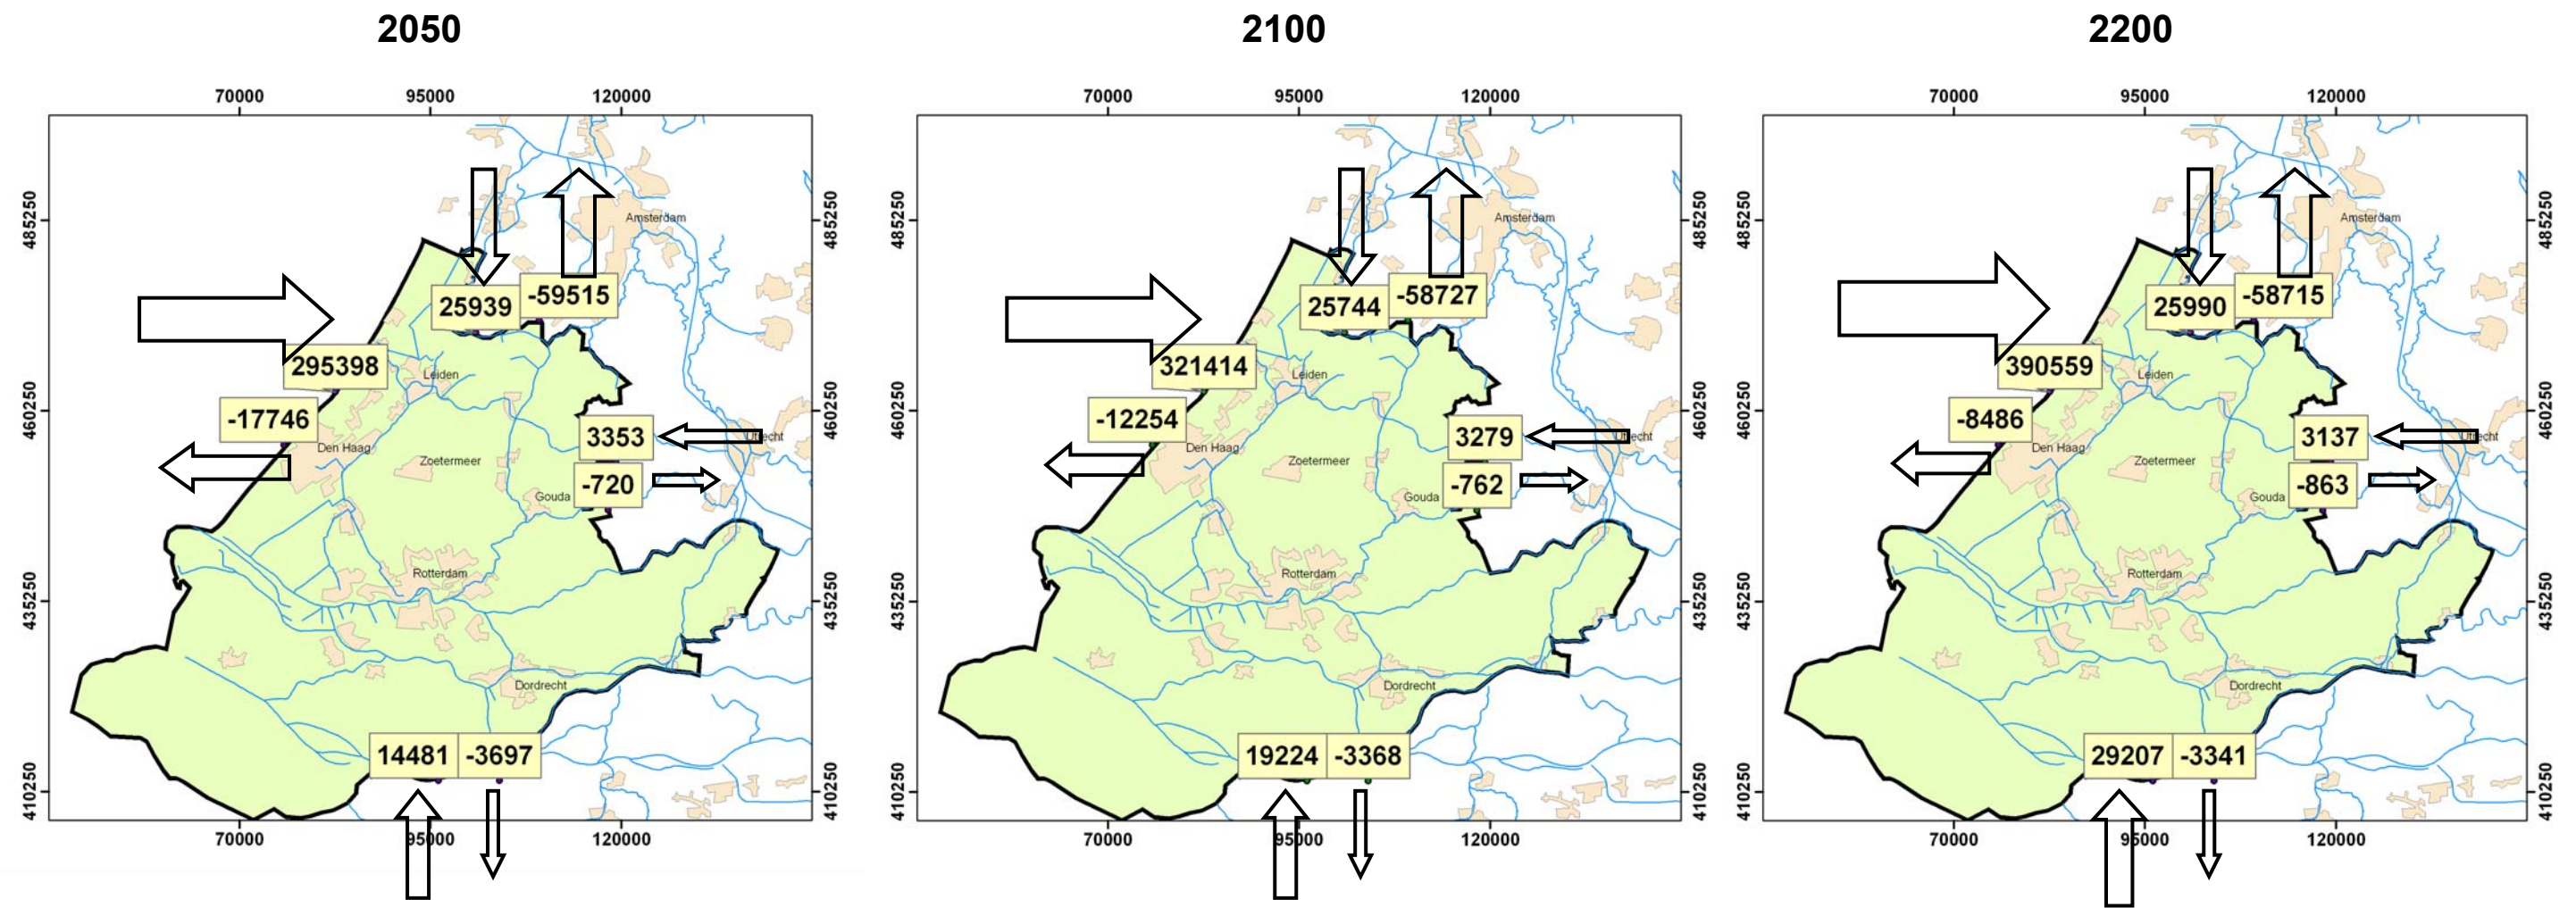 2050
2100
2200
70000 95000 120000
70000 95000 120000
70000 95000 120000
485250
460250
435250
410250
Amsterdam
25939
-59515
295398
Leiden
-17746
3353
Utrecht
Den Haag
Zoetermeer
-720
Gouda
Rotterdam
Dordrecht
14481
-3697
485250
460250
435250
410250
70000 95000 120000
485250
460250
435250
410250
Amsterdam
25744
-58727
321414
Leiden
-12254
3279
Utrecht
Den Haag
Zoetermeer
-762
Gouda
Rotterdam
Dordrecht
19224
-3368
485250
460250
435250
410250
70000 95000 120000
485250
460250
435250
410250
Amsterdam
25990
-58715
390559
Leiden
-8486
3137
Utrecht
Den Haag
Zoetermeer
-863
Gouda
Rotterdam
Dordrecht
29207
-3341
485250
460250
435250
410250
70000 95000 120000